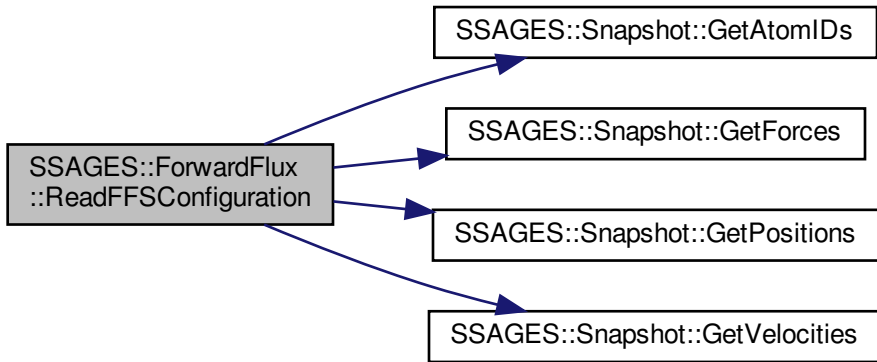 SSAGES::Snapshot::GetAtomIDs
SSAGES::Snapshot::GetForces
SSAGES::ForwardFlux
::ReadFFSConfiguration
SSAGES::Snapshot::GetPositions
SSAGES::Snapshot::GetVelocities